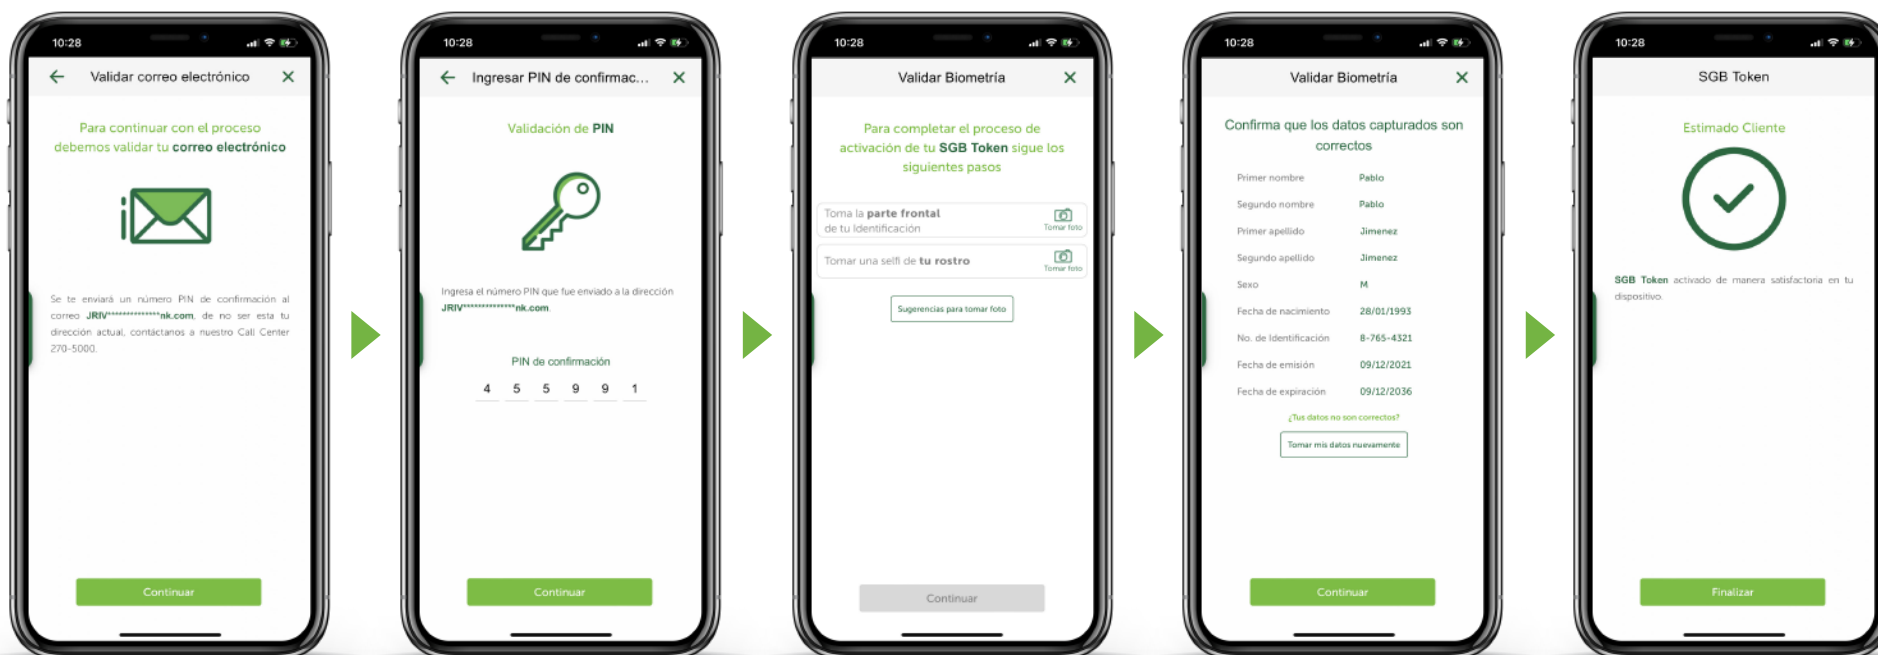 10:28
Validar correo electrónico
Para continuar con el proceso
debemos validar tu correo electrónico
Se te enviará un número PIN de confirmación al
correo JRIV**************nk.com, de no ser esta tu
dirección actual, contáctanos a nuestro Call Center
270-5000.
Continuar
10:28
Ingresar PIN de confirmac...
Validación de PIN
Ingresa el número PIN que fue enviado a la dirección
JRIV**************nk.com.
PIN de confirmación
4 5 5 9 9 1
Continuar
10:28
Validar Biometría
Para completar el proceso de
activación de tu SGB Token sigue los
siguientes pasos
Toma la parte frontal
de tu Identificación
Tomar foto
Tomar una selfi de tu rostro
Tomar foto
Sugerencias para tomar foto
Continuar
10:28
Validar Biometría
Confirma que los datos capturados son
correctos
Primer nombre Pablo
Segundo nombre Pablo
Primer apellido Jimenez
Segundo apellido Jimenez
Sexo M
Fecha de nacimiento 28/01/1993
No. de Identificación 8-765-4321
Fecha de emisión 09/12/2021
Fecha de expiración 09/12/2036
¿Tus datos no son correctos?
Tomar mis datos nuevamente
Continuar
10:28
SGB Token
Estimado Cliente
SGB Token activado de manera satisfactoria en tu
dispositivo.
Finalizar